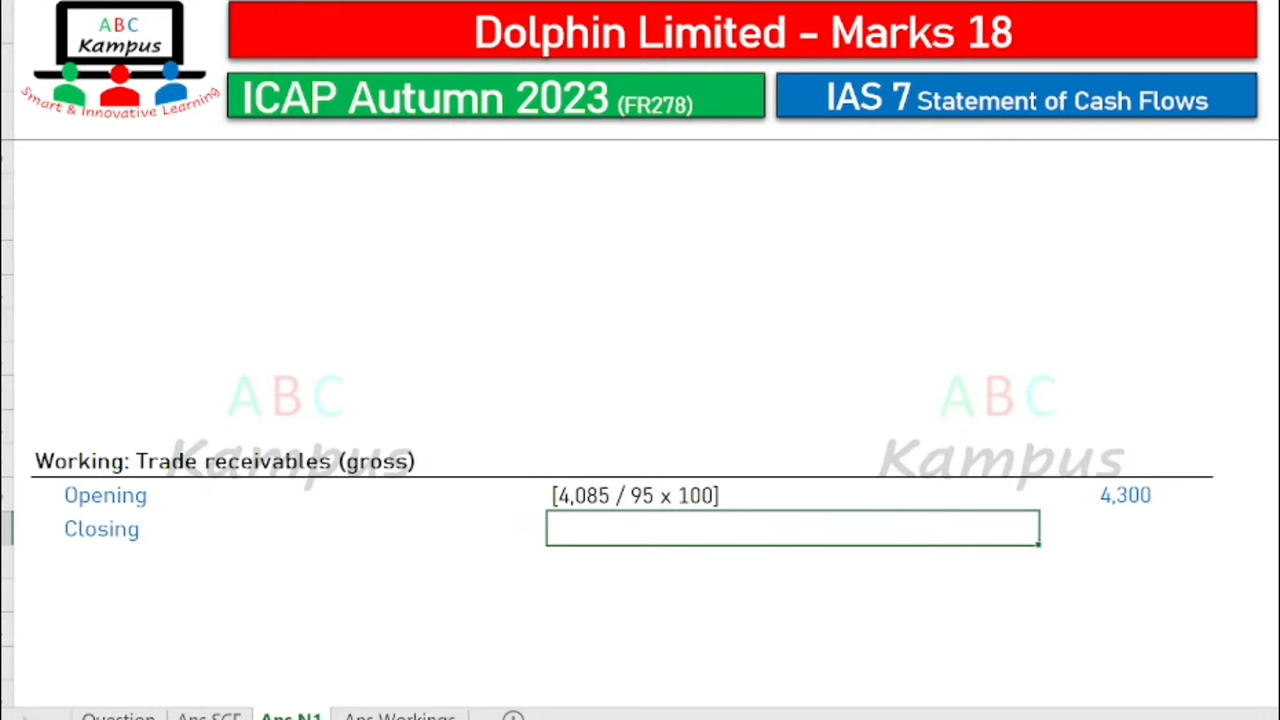 ABC
Kampus
Smart & Innovative Learning
Dolphin Limited – Marks 18
ICAP Autumn 2023 (FR278)
IAS 7 Statement of Cash Flows
ABC
Kampus
ABC
Kampus
Working: Trade receivables (gross)
Opening [4,085 / 95 x 100] 4,300
Closing
Question Ans SCF Ans N1 Ans Workings